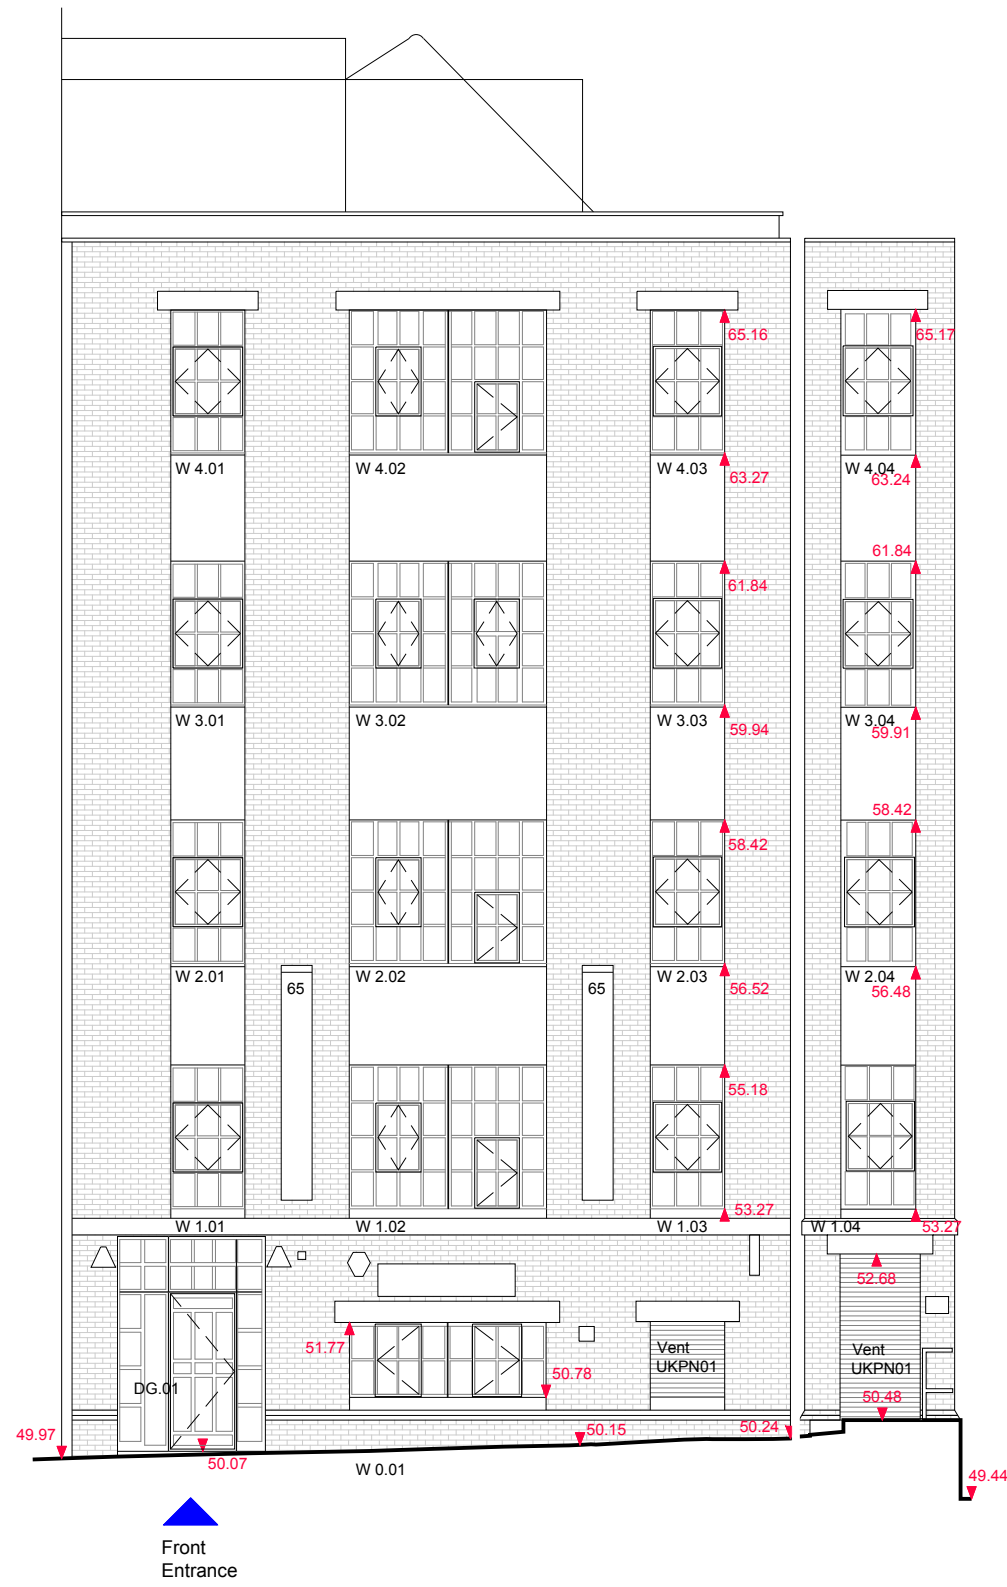 65.16
65.17
W 4.01
W 4.02
W 4.03
W 4.04
63.27
63.24
61.84
61.84
W 3.01
W 3.02
W 3.03
W 3.04
59.94
59.91
58.42
58.42
W 2.01
W 2.02
W 2.03
W 2.04
65
65
56.52
56.48
55.18
53.27
53.27
W 1.01
W 1.02
W 1.03
W 1.04
52.68
51.77
50.78
Vent
UKPN01
Vent
UKPN01
DG.01
50.48
49.97
50.07
50.15
50.24
W 0.01
49.44
Front
Entrance